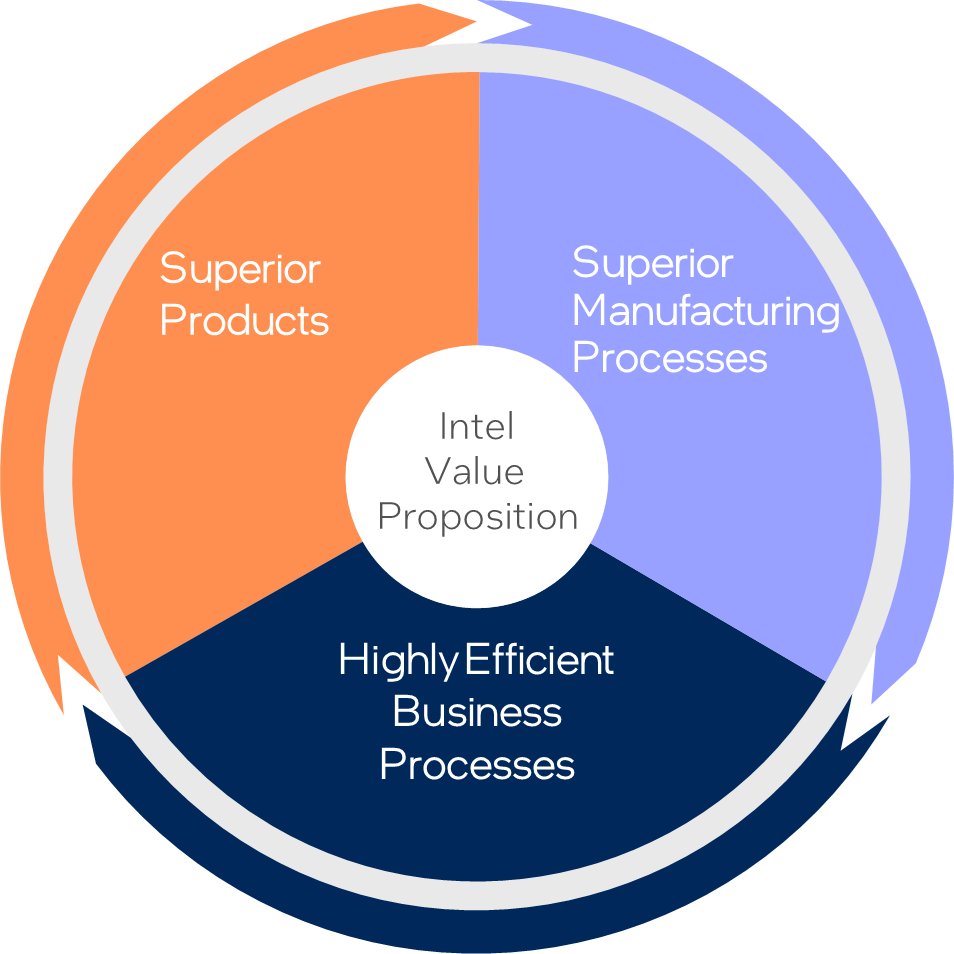 Superior
Products
Superior
Manufacturing
Processes
Intel
Value
Proposition
Highly Efficient
Business
Processes